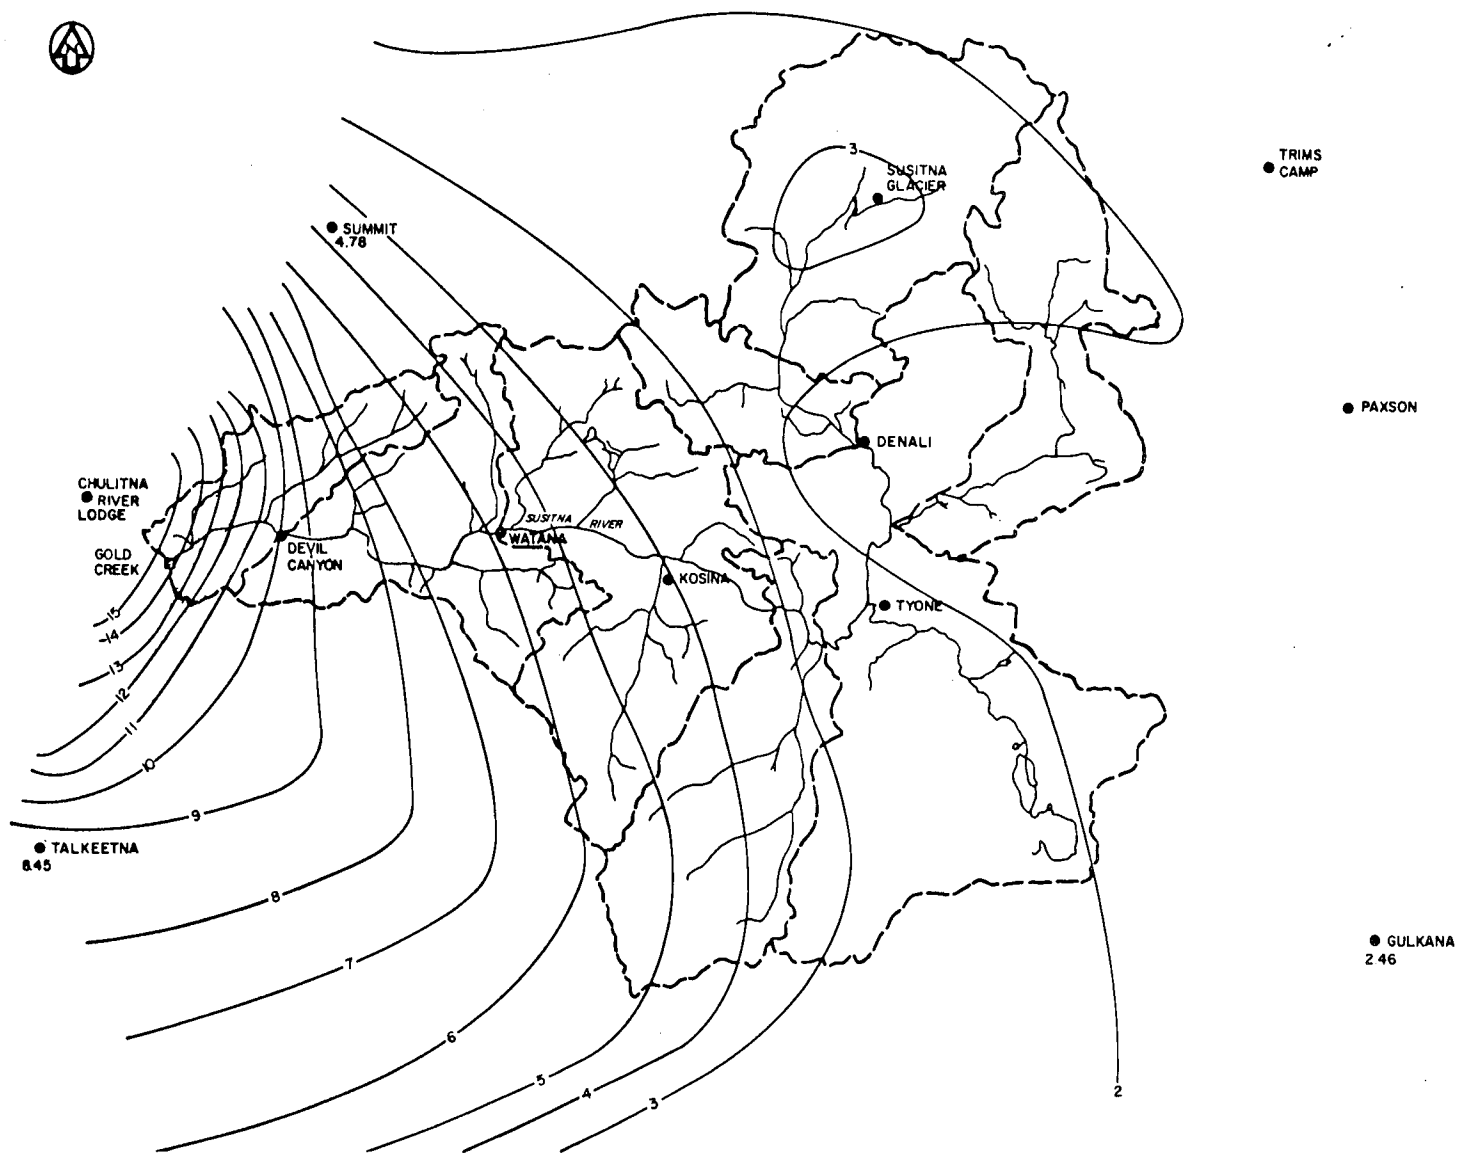 3
SUSITNA
GLACIER
TRIMS
CAMP
SUMMIT
4.78
PAXSON
DENALI
CHULITNA
RIVER
LODGE
SUSITNA
RIVER
WATANA
DEVIL
CANYON
GOLD
CREEK
KOSINA
TYONE
15
14
13
12
11
10
9
TALKEETNA
8.45
8
GULKANA
2 46
7
6
5
4
3
2